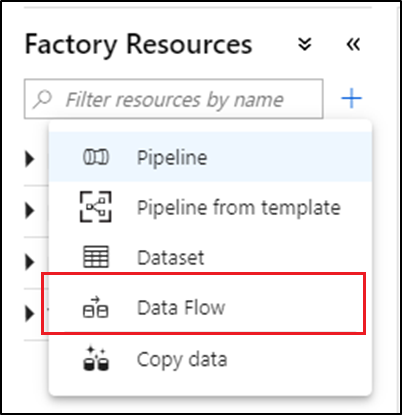 Factory Resources
Filter resources by name
Pipeline
Pipeline from template
Dataset
Data Flow
Copy data